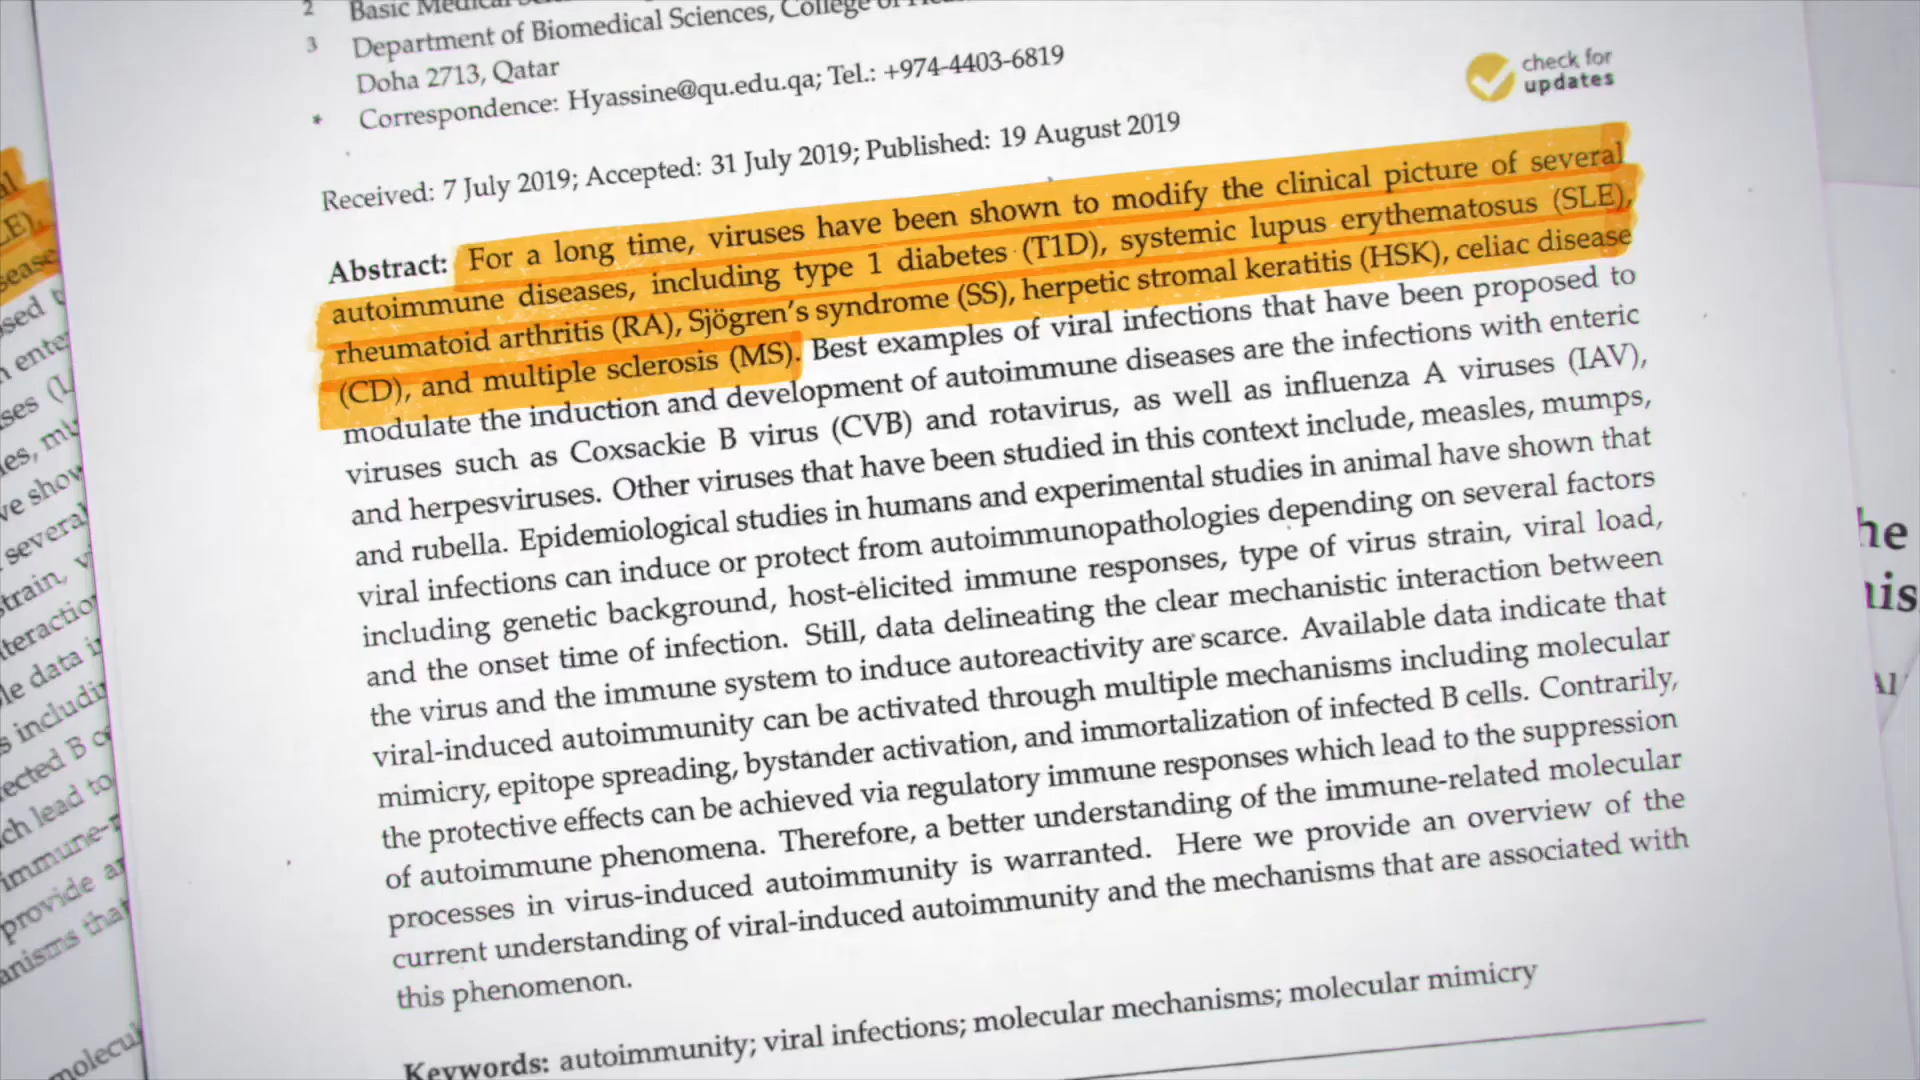 2 Basic Medical
3 Department of Biomedical Sciences, College of
Doha 2713, Qatar
* Correspondence: Hyassine@qu.edu.qa; Tel.: +974-4403-6819
check for
updates
Received: 7 July 2019; Accepted: 31 July 2019; Published: 19 August 2019
Abstract: For a long time, viruses have been shown to modify the clinical picture of several
autoimmune diseases, including type 1 diabetes (T1D), systemic lupus erythematosus (SLE),
rheumatoid arthritis (RA), Sjögren's syndrome (SS), herpetic stromal keratitis (HSK), celiac disease
(CD), and multiple sclerosis (MS). Best examples of viral infections that have been proposed to
modulate the induction and development of autoimmune diseases are the infections with enteric
viruses such as Coxsackie B virus (CVB) and rotavirus, as well as influenza A viruses (IAV),
and herpesviruses. Other viruses that have been studied in this context include, measles, mumps,
and rubella. Epidemiological studies in humans and experimental studies in animal have shown that
viral infections can induce or protect from autoimmunopathologies depending on several factors
including genetic background, host-elicited immune responses, type of virus strain, viral load,
and the onset time of infection. Still, data delineating the clear mechanistic interaction between
the virus and the immune system to induce autoreactivity are scarce. Available data indicate that
viral-induced autoimmunity can be activated through multiple mechanisms including molecular
mimicry, epitope spreading, bystander activation, and immortalization of infected B cells. Contrarily,
the protective effects can be achieved via regulatory immune responses which lead to the suppression
of autoimmune phenomena. Therefore, a better understanding of the immune-related molecular
processes in virus-induced autoimmunity is warranted. Here we provide an overview of the
current understanding of viral-induced autoimmunity and the mechanisms that are associated with
this phenomenon.
Keywords: autoimmunity; viral infections; molecular mechanisms; molecular mimicry